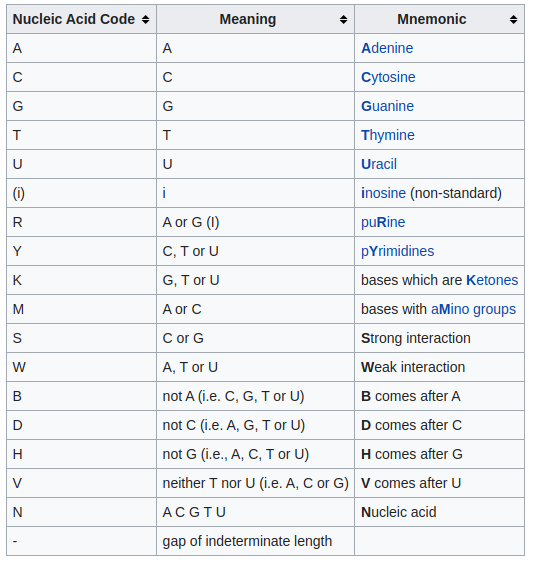 Nucleic Acid Code Meaning Mnemonic
A A Adenine
C C Cytosine
G G Guanine
T T Thymine
U U Uracil
(i) i inosine (non-standard)
R A or G (I) puRine
Y C, T or U pYrimidines
K G, T or U bases which are Ketones
M A or C bases with aMino groups
S C or G Strong interaction
W A, T or U Weak interaction
B not A (i.e. C, G, T or U) B comes after A
D not C (i.e. A, G, T or U) D comes after C
H not G (i.e., A, C, T or U) H comes after G
V neither T nor U (i.e. A, C or G) V comes after U
N A C G T U Nucleic acid
- gap of indeterminate length